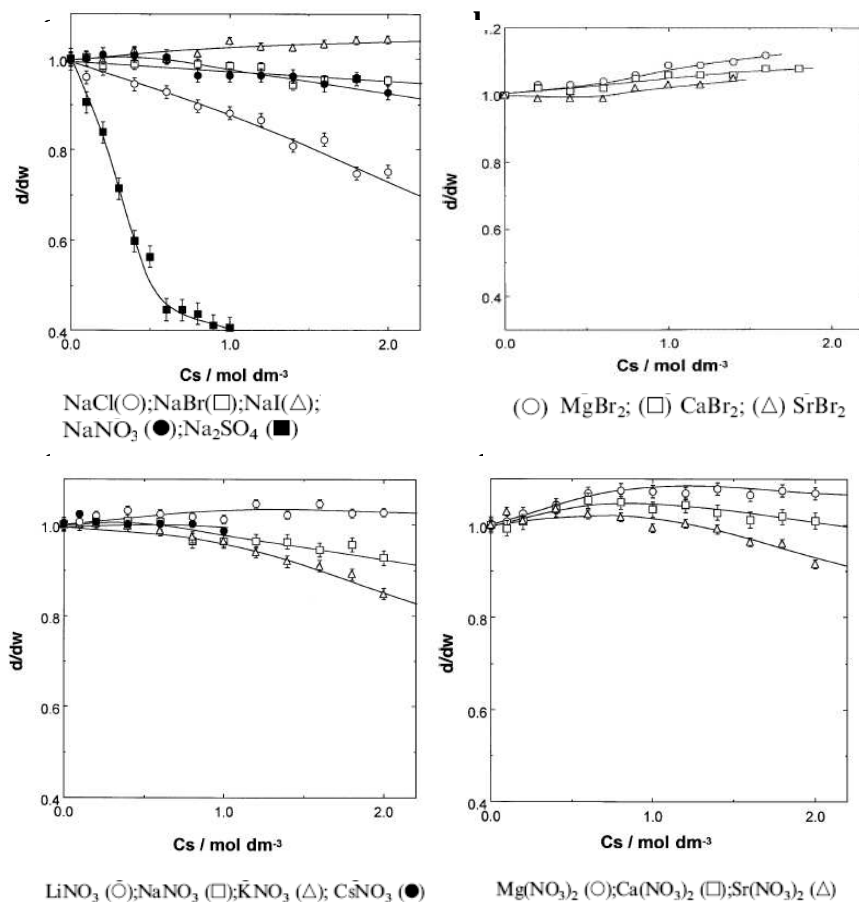 1.0
0.8
0.6
0.4
d/dw
0.0
1.0
2.0
Cs / mol dm-3
NaCl(○);NaBr(□);NaI(△);
NaNO3 (●);Na2SO4 (■)
1.2
1.0
0.8
0.6
0.4
d/dw
0.0
1.0
2.0
Cs / mol dm-3
(○) MgBr2; (□) CaBr2; (△) SrBr2
1.0
0.8
0.6
0.4
d/dw
0.0
1.0
2.0
Cs / mol dm-3
LiNO3 (○);NaNO3 (□);KNO3 (△); CsNO3 (●)
1.0
0.8
0.6
0.4
d/dw
0.0
1.0
2.0
Cs / mol dm-3
Mg(NO3)2 (○);Ca(NO3)2 (□);Sr(NO3)2 (△)